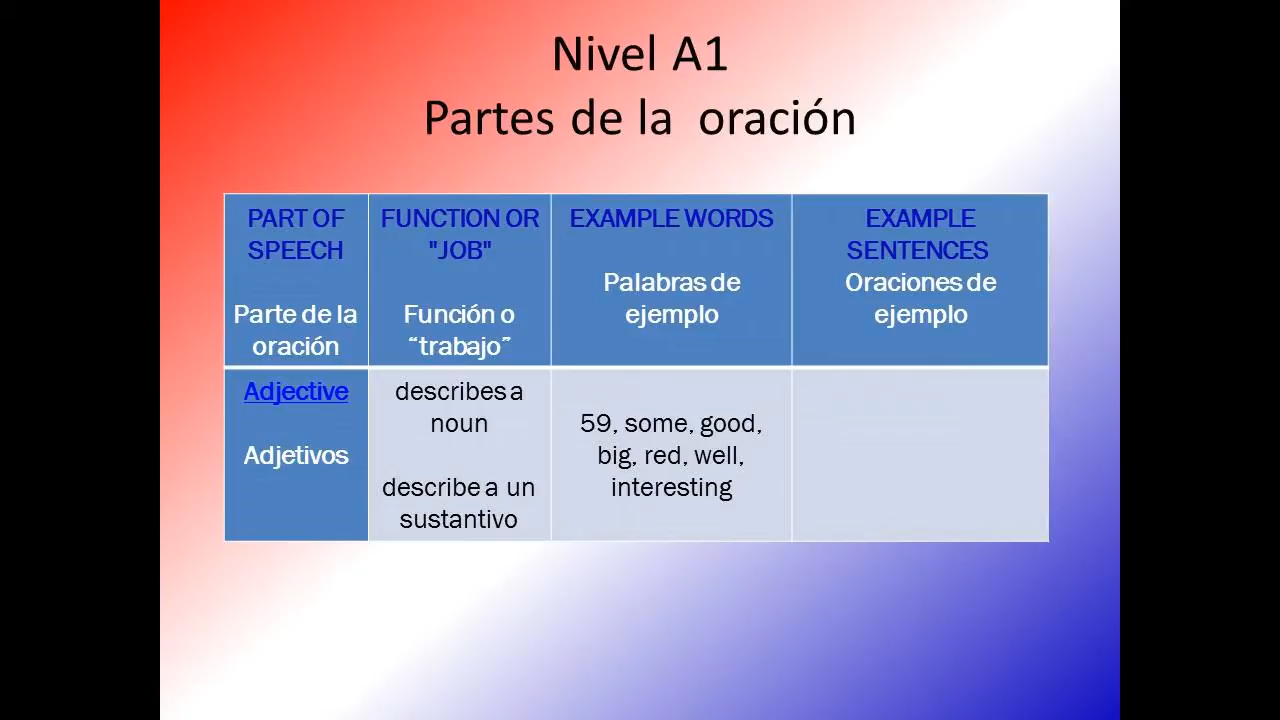 Nivel A1
Partes de la oración
PART OF
SPEECH
Parte de la
oración
FUNCTION OR
"JOB"
Función o
“trabajo”
EXAMPLE WORDS
Palabras de
ejemplo
EXAMPLE
SENTENCES
Oraciones de
ejemplo
Adjective
Adjetivos
describes a
noun
describe a un
sustantivo
59, some, good,
big, red, well,
interesting